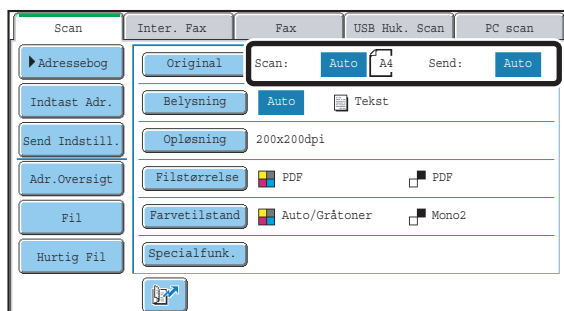 Scan Inter. Fax Fax USB Huk. Scan PC scan
Adressebog Original Scan: Auto A4 Send: Auto
Indtast Adr. Belysning Auto Tekst
Send Indstill. Opløsning 200x200dpi
Adr.Oversigt Filstørrelse PDF PDF
Fil Farvetilstand Auto/Gråtoner Mono2
Hurtig Fil Specialfunk.